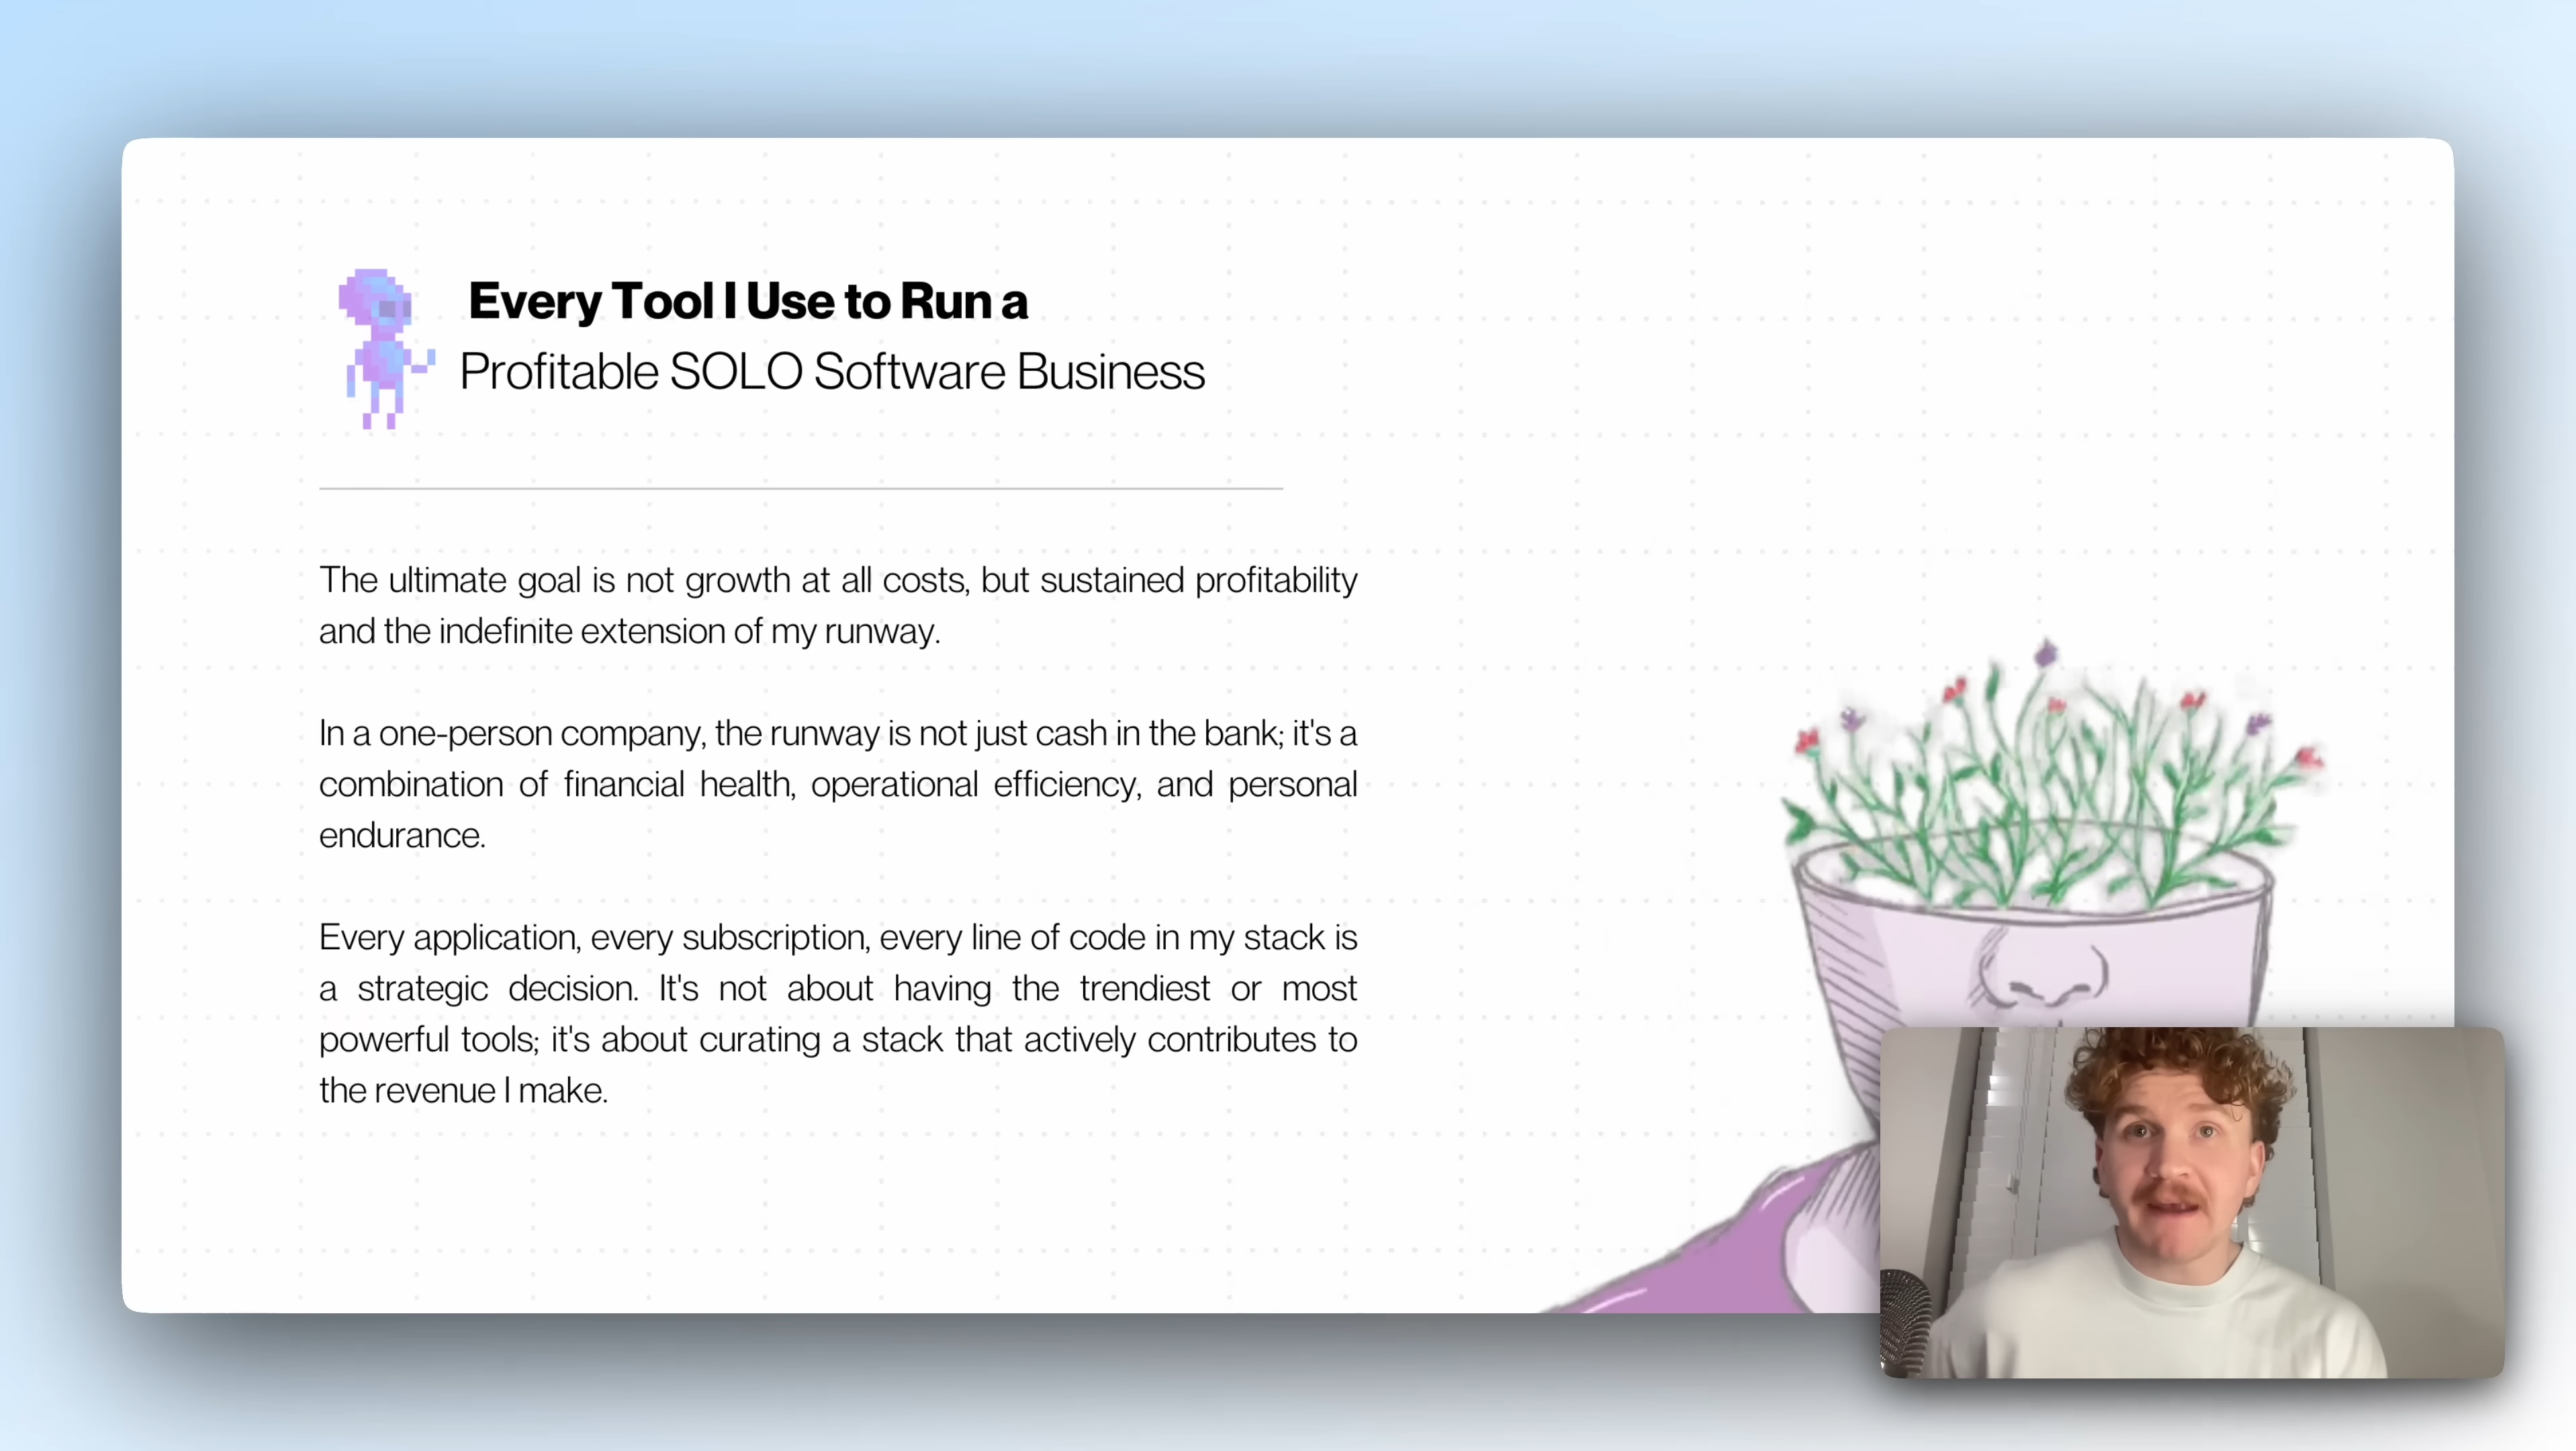 Every Tool I Use to Run a
Profitable SOLO Software Business
The ultimate goal is not growth at all costs, but sustained profitability
and the indefinite extension of my runway.
In a one-person company, the runway is not just cash in the bank; it's a
combination of financial health, operational efficiency, and personal
endurance.
Every application, every subscription, every line of code in my stack is
a strategic decision. It's not about having the trendiest or most
powerful tools; it's about curating a stack that actively contributes to
the revenue I make.